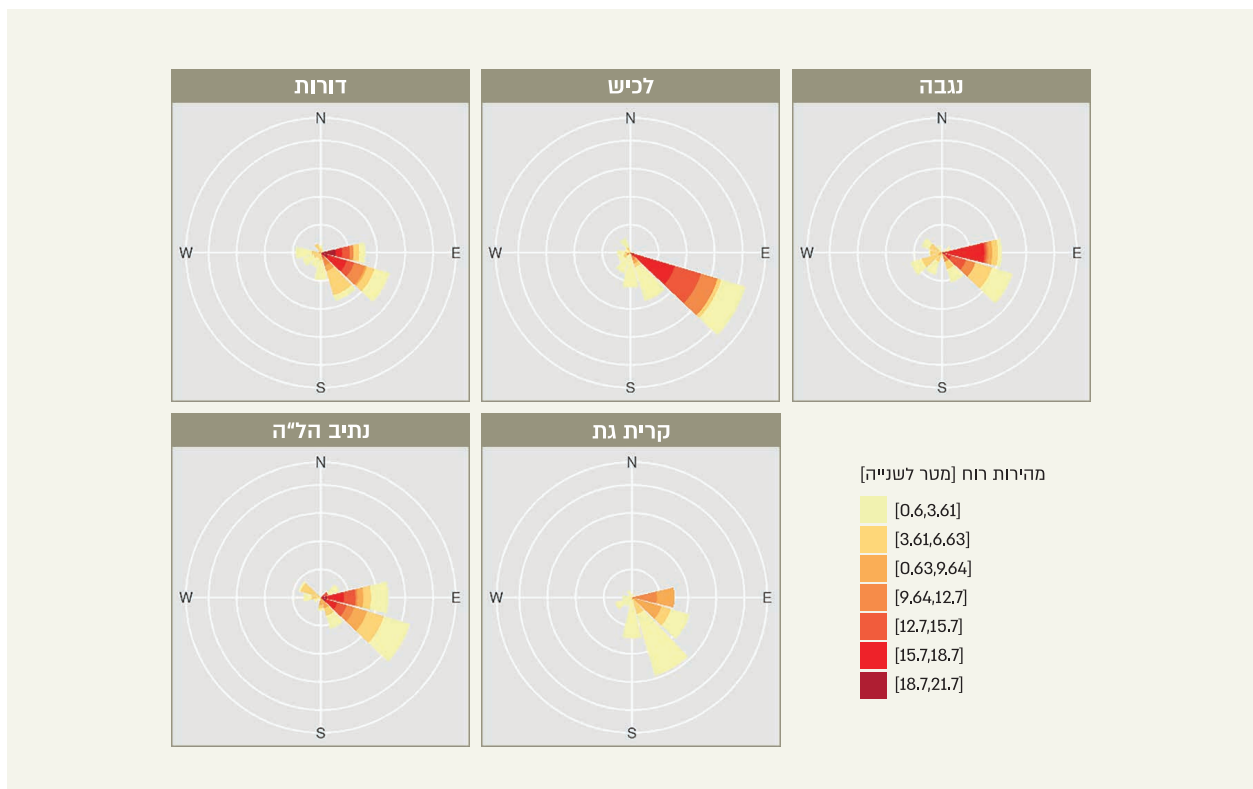 נגבה
N
W
E
S
לכיש
N
W
E
S
דורות
N
W
E
S
קרית גת
N
W
E
S
נתיב הל"ה
N
W
E
S
מהירות רוח [מטר לשנייה]
[0.6,3.61]
[3.61,6.63]
[0.63,9.64]
[9.64,12.7]
[12.7,15.7]
[15.7,18.7]
[18.7,21.7]